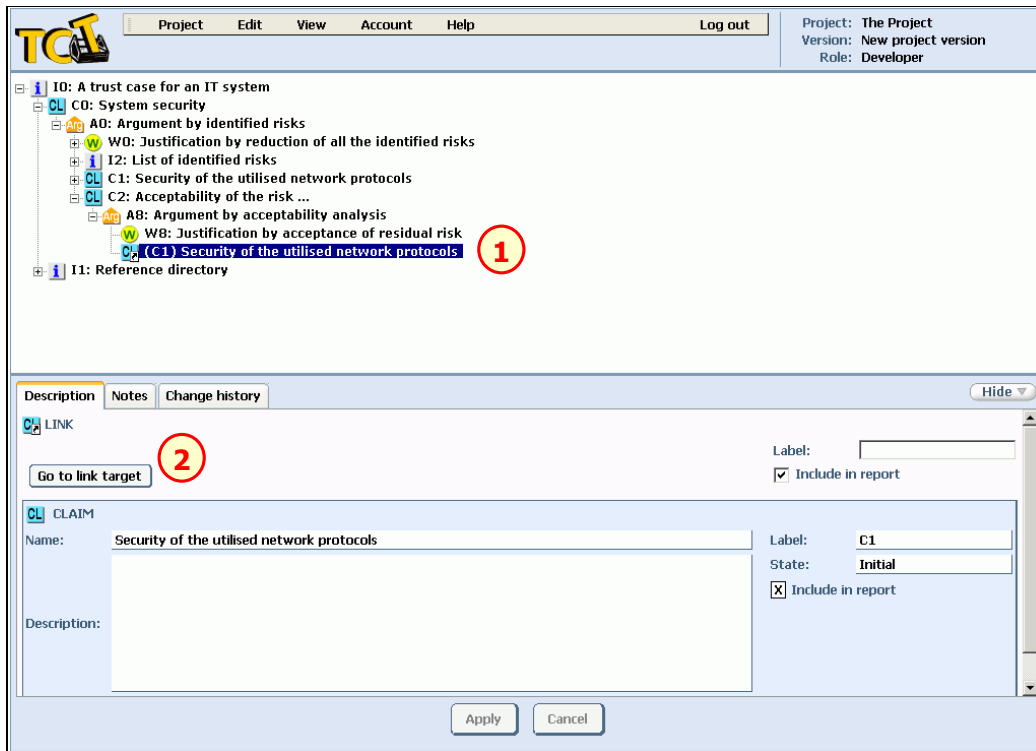 TCT
Project Edit View Account Help Log out
Project: The Project
Version: New project version
Role: Developer
i I0: A trust case for an IT system
CL C0: System security
Arg A0: Argument by identified risks
W W0: Justification by reduction of all the identified risks
i I2: List of identified risks
CL C1: Security of the utilised network protocols
CL C2: Acceptability of the risk ...
Arg A8: Argument by acceptability analysis
W W8: Justification by acceptance of residual risk
CL (C1) Security of the utilised network protocols 1
i I1: Reference directory
Description Notes Change history Hide
CL LINK
2
Label:
Go to link target
Include in report
CL CLAIM
Name: Security of the utilised network protocols Label: C1
State: Initial
X Include in report
Description:
Apply Cancel